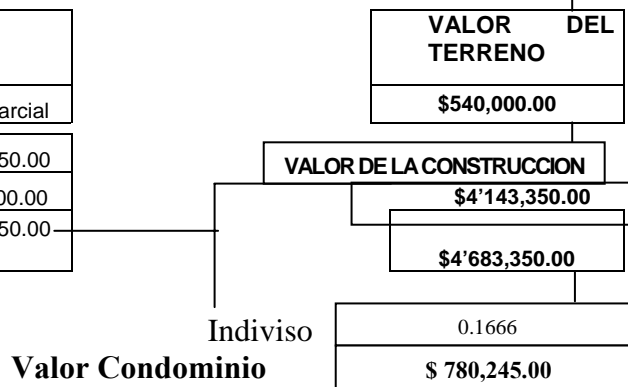 VALOR DEL
TERRENO
arcial
$540,000.00
50.00
VALOR DE LA CONSTRUCCION
00.00
$4’143,350.00
50.00
$4’683,350.00
Indiviso
0.1666
Valor Condominio
$ 780,245.00